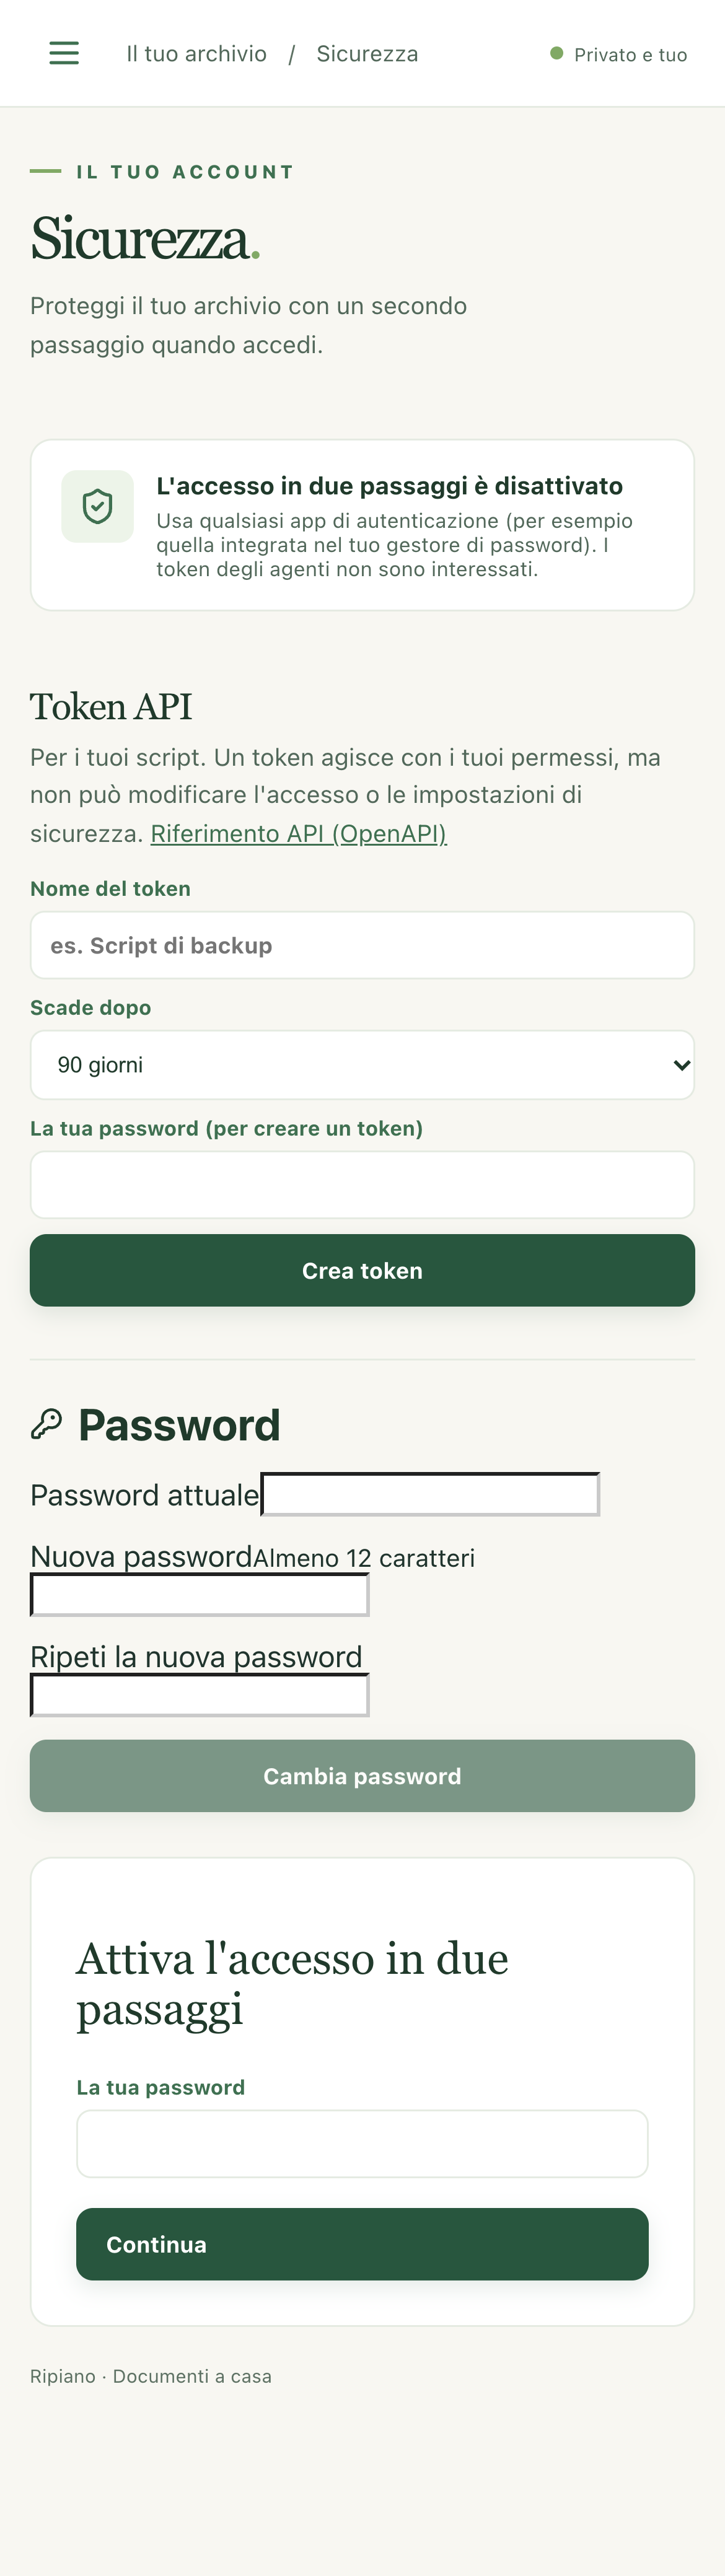 Il tuo archivio / Sicurezza
Privato e tuo
IL TUO ACCOUNT
Sicurezza.
Proteggi il tuo archivio con un secondo
passaggio quando accedi.
L'accesso in due passaggi è disattivato
Usa qualsiasi app di autenticazione (per esempio
quella integrata nel tuo gestore di password). I
token degli agenti non sono interessati.
Token API
Per i tuoi script. Un token agisce con i tuoi permessi, ma
non può modificare l'accesso o le impostazioni di
sicurezza. Riferimento API (OpenAPI)
Nome del token
es. Script di backup
Scade dopo
90 giorni
La tua password (per creare un token)
Crea token
Password
Password attuale
Nuova passwordAlmeno 12 caratteri
Ripeti la nuova password
Cambia password
Attiva l'accesso in due
passaggi
La tua password
Continua
Ripiano · Documenti a casa